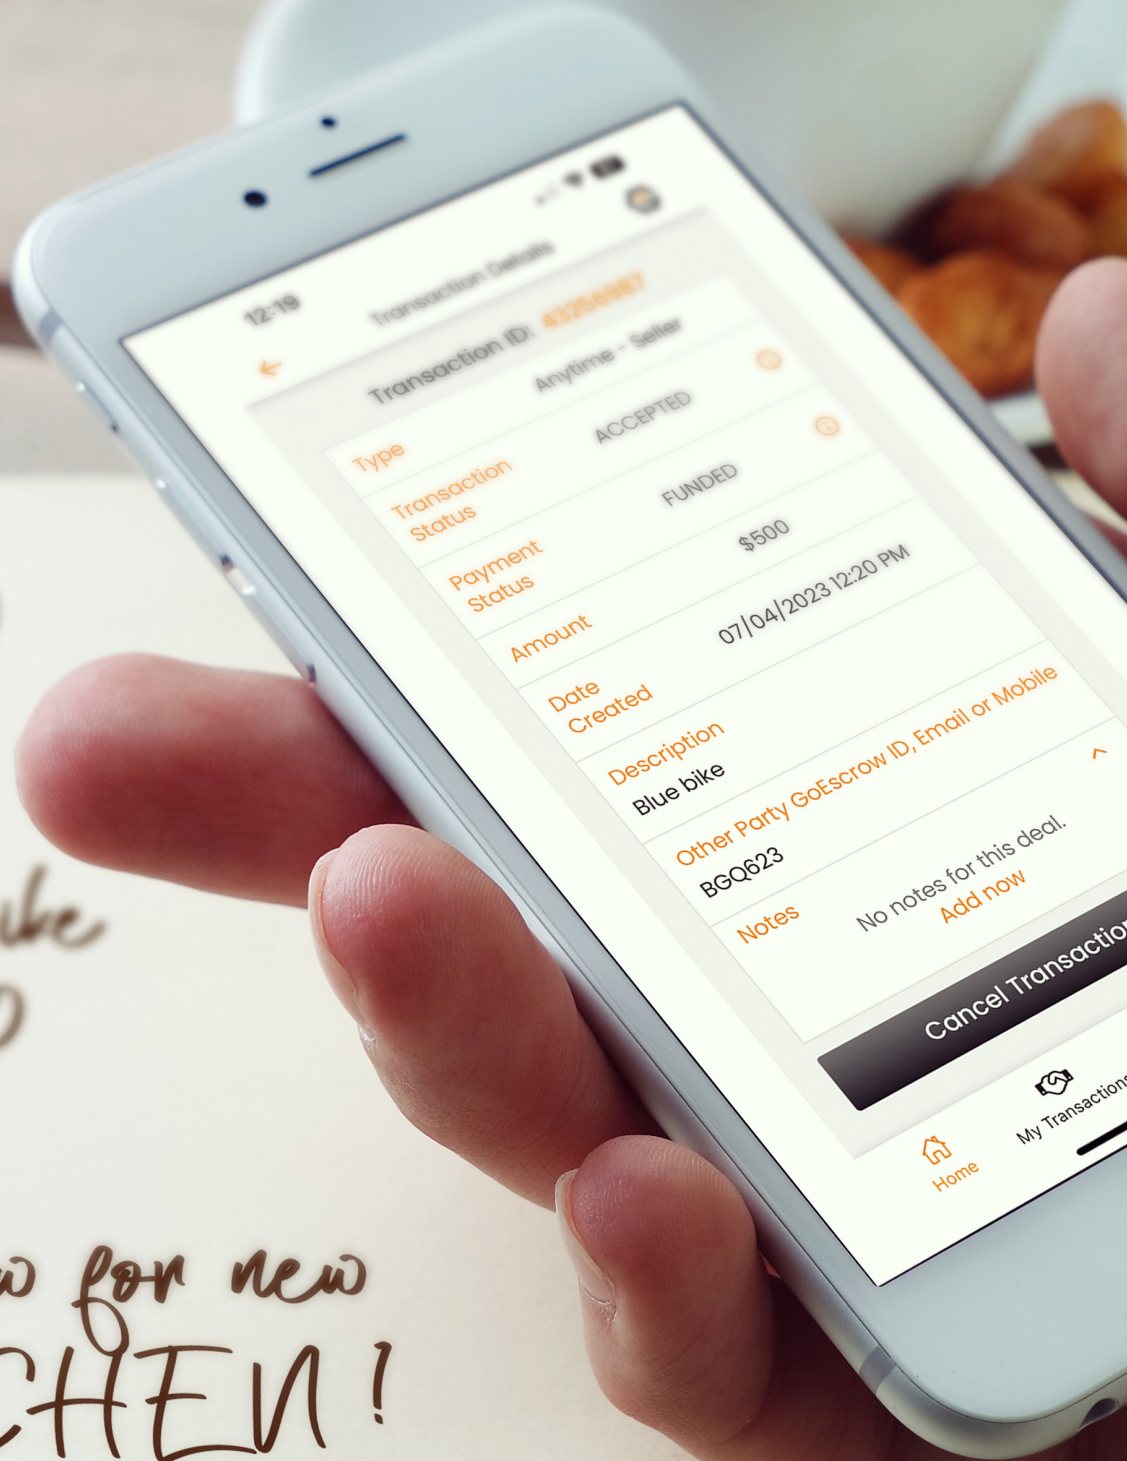 12:19
Transaction Details
Transaction ID: 43256987
Type Anytime - Seller
Transaction Status ACCEPTED
Payment Status FUNDED
Amount $500
Date Created 07/04/2023 12:20 PM
Description
Blue bike
Other Party GoEscrow ID, Email or Mobile
BGQ623
Notes
No notes for this deal.
Add now
Cancel Transaction
Home My Transactions
for new
CHEN!